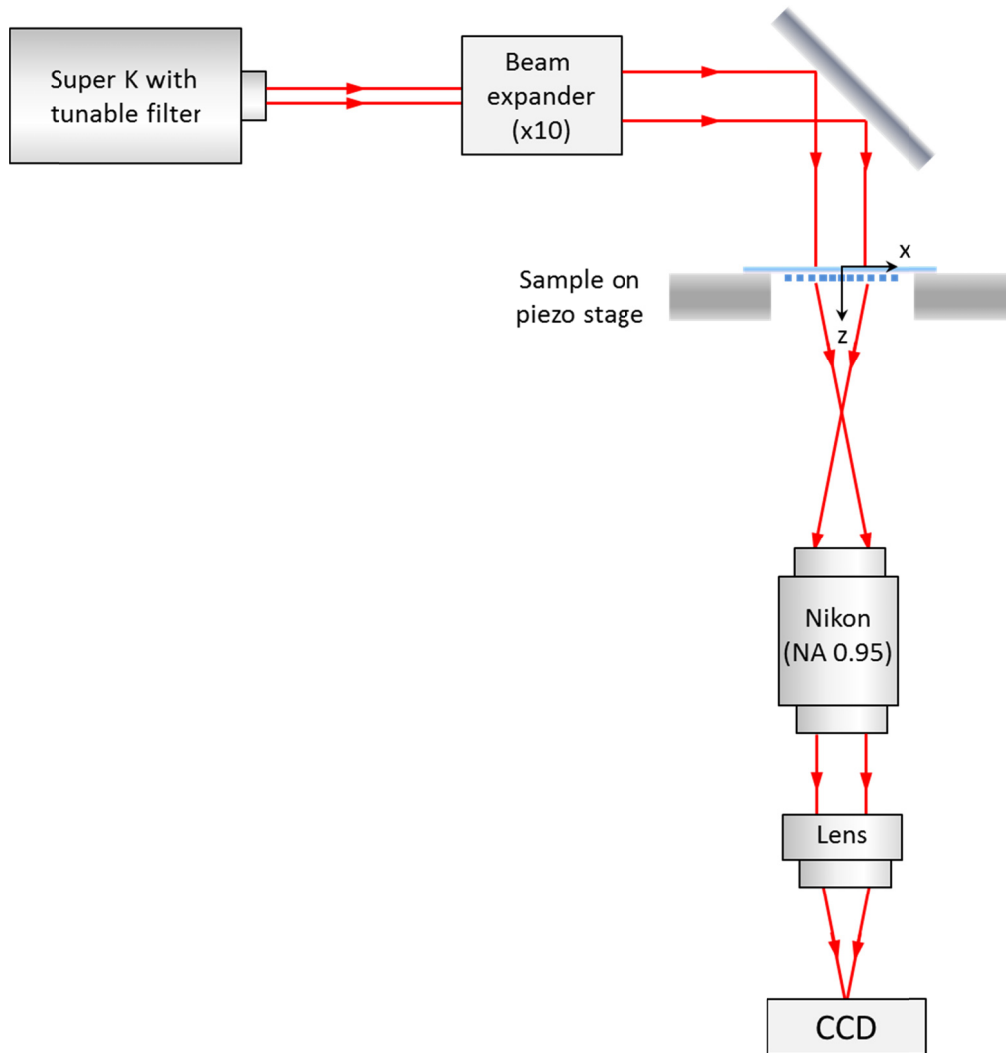 Super K with
tunable filter
Beam
expander
(x10)
x
Sample on
piezo stage
z
Nikon
(NA 0.95)
Lens
CCD